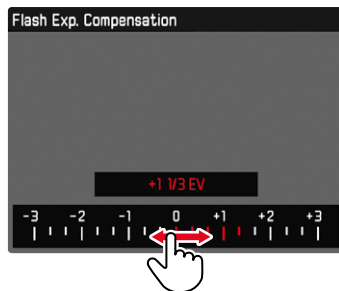 Flash Exp. Compensation
+1 1/3 EV
-3 -2 -1 0 +1 +2 +3